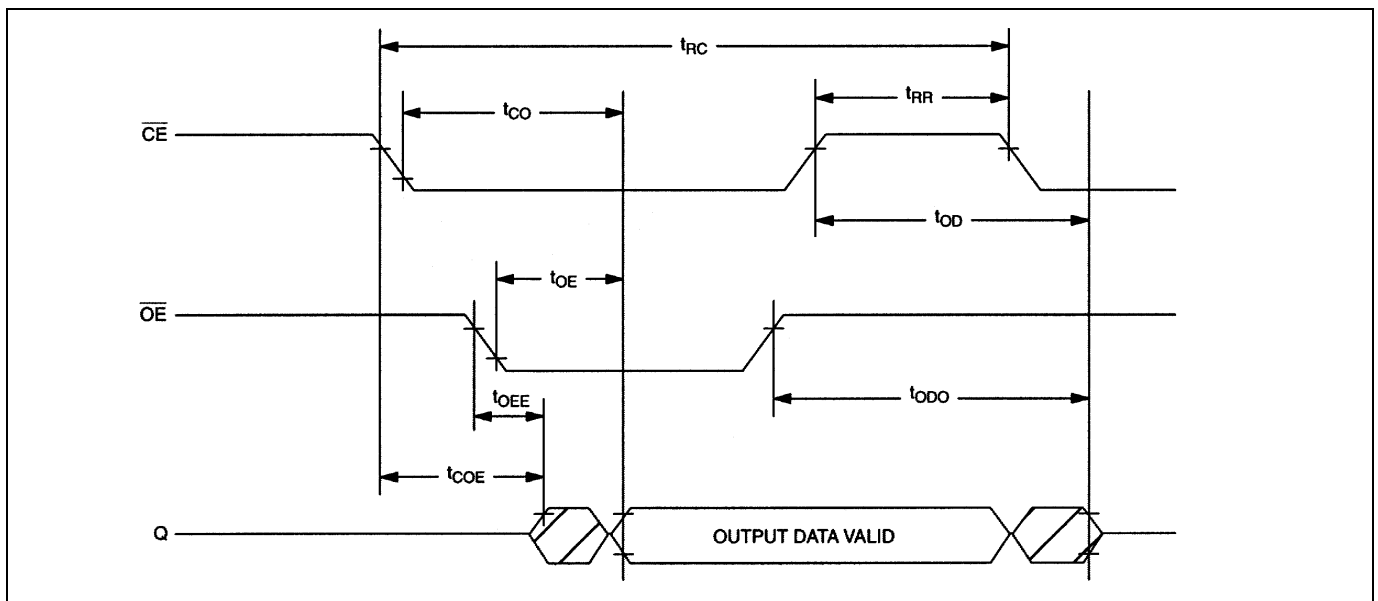 tRC
tRR
tCO
CE
tOD
tOE
OE
tOEE
tODO
tCOE
Q OUTPUT DATA VALID